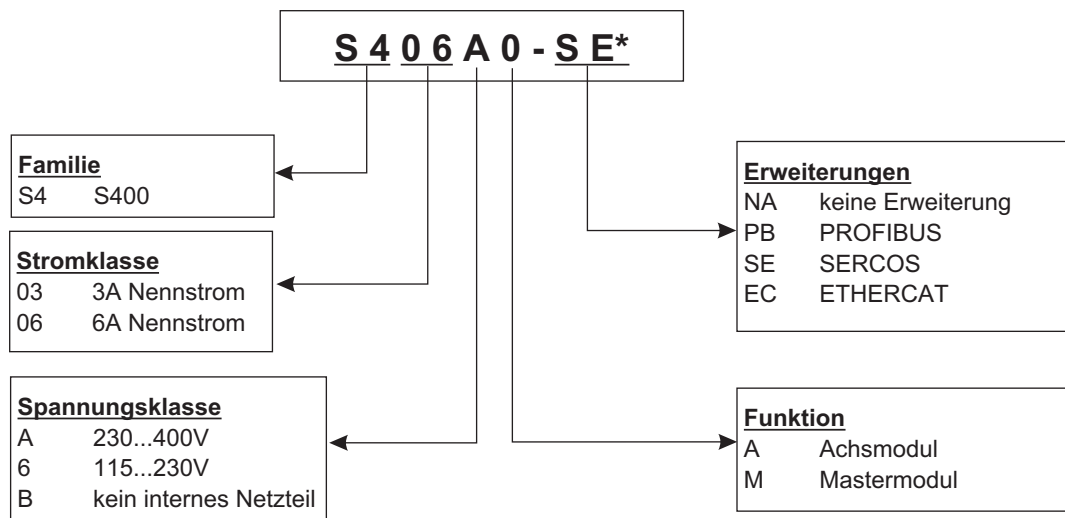 S406A0-SE*
Familie
S4 S400
Stromklasse
03 3A Nennstrom
06 6A Nennstrom
Spannungsklasse
A 230...400V
6 115...230V
B kein internes Netzteil
Erweiterungen
NA keine Erweiterung
PB PROFIBUS
SE SERCOS
EC ETHERCAT
Funktion
A Achsmodul
M Mastermodul